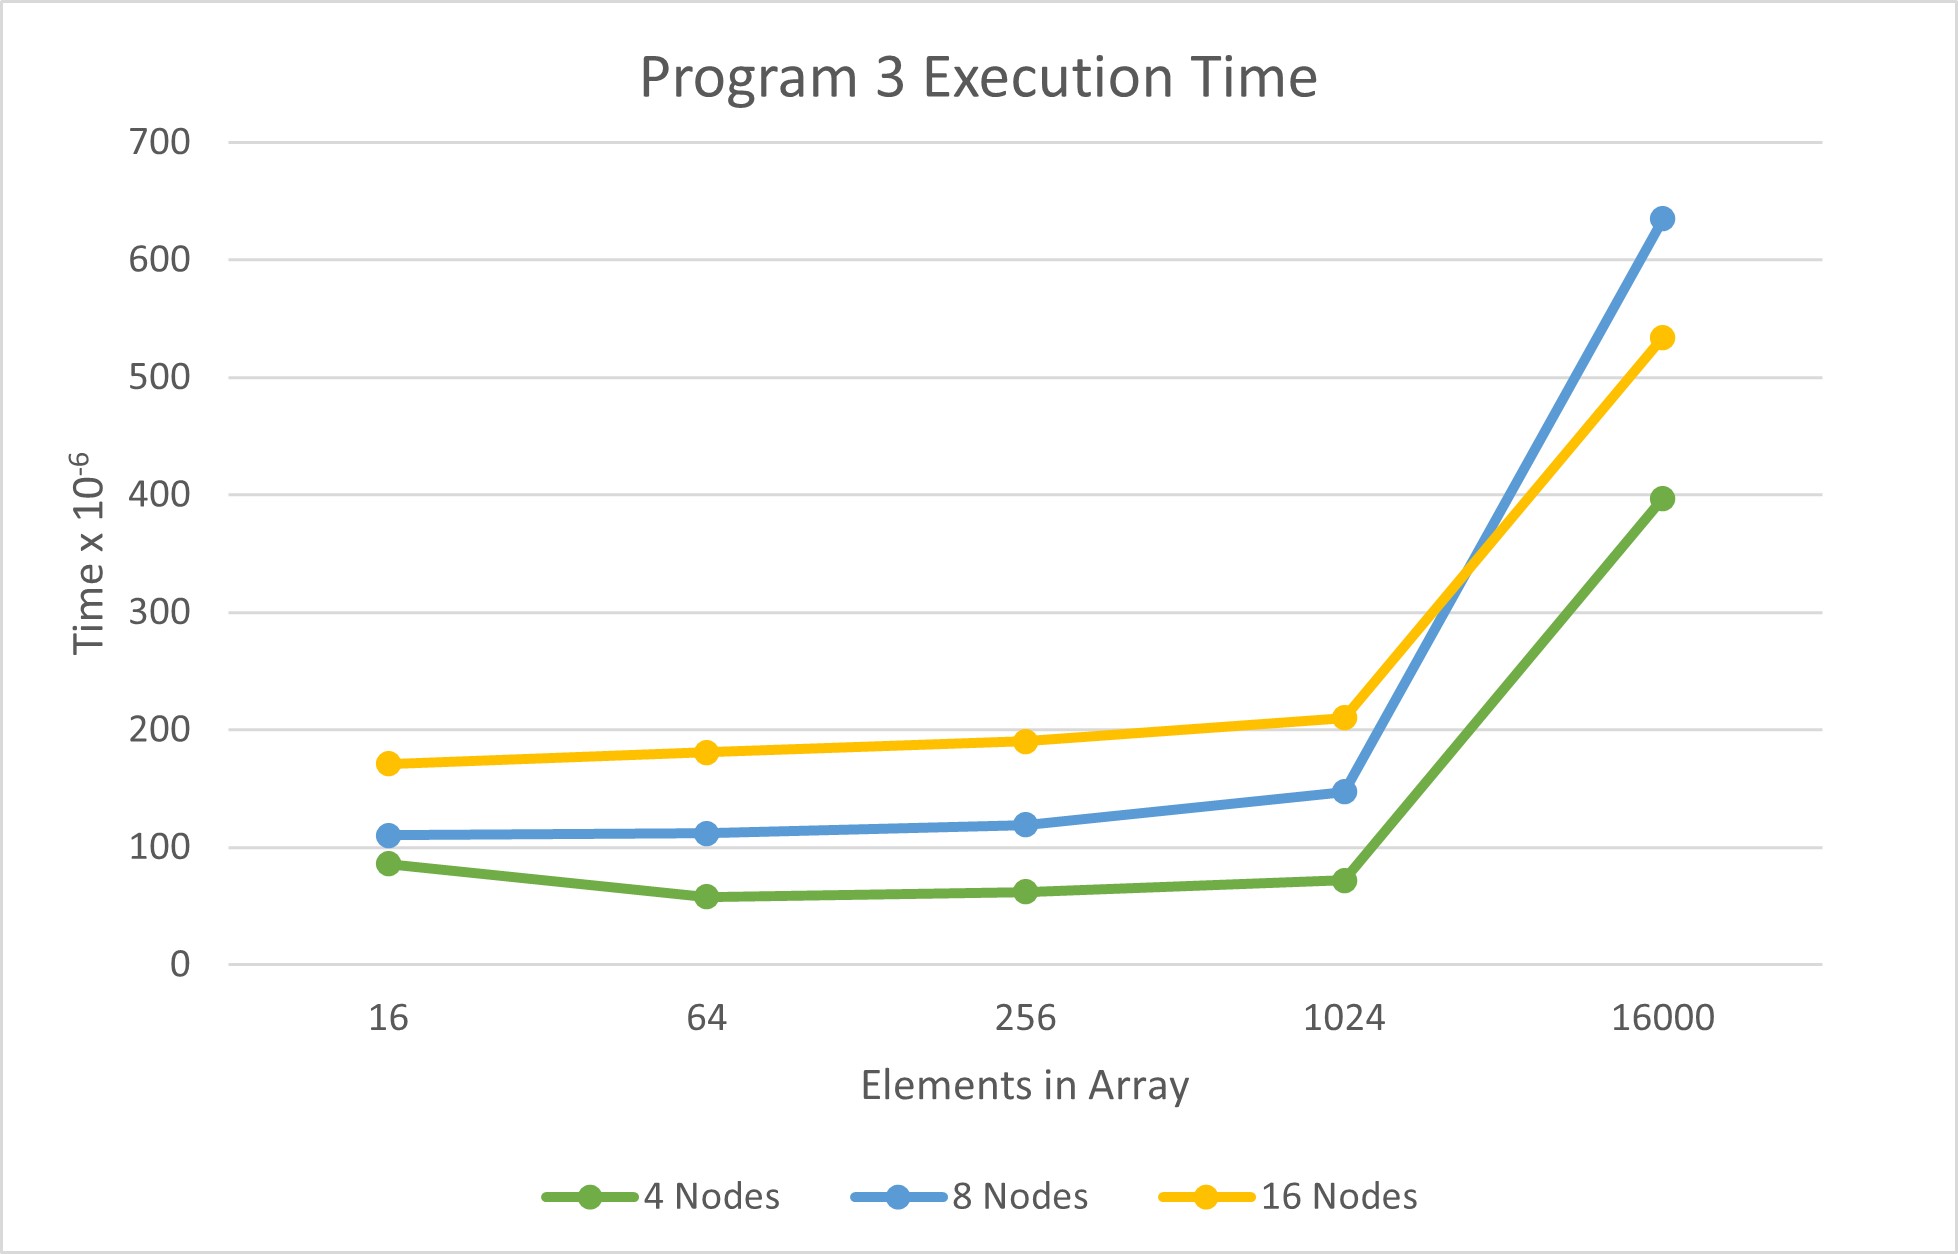 Program 3 Execution Time
700
600
500
400
300
200
100
0
Time x 10⁻⁶
16 64 256 1024 16000
Elements in Array
4 Nodes 8 Nodes 16 Nodes